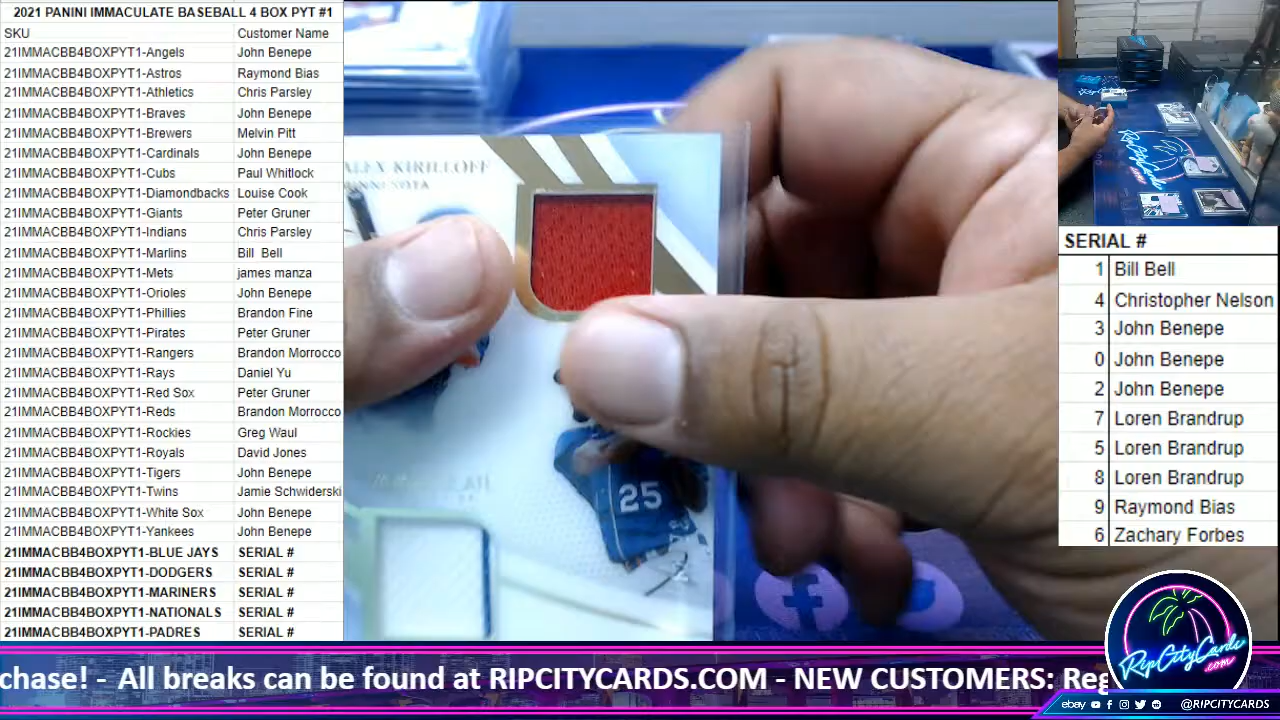 2021 PANINI IMMACULATE BASEBALL 4 BOX PYT #1
SKU Customer Name
21IMMACBB4BOXPYT1-Angels John Benepe
21IMMACBB4BOXPYT1-Astros Raymond Bias
21IMMACBB4BOXPYT1-Athletics Chris Parsley
21IMMACBB4BOXPYT1-Braves John Benepe
21IMMACBB4BOXPYT1-Brewers Melvin Pitt
21IMMACBB4BOXPYT1-Cardinals John Benepe
21IMMACBB4BOXPYT1-Cubs Paul Whitlock
21IMMACBB4BOXPYT1-Diamondbacks Louise Cook
21IMMACBB4BOXPYT1-Giants Peter Gruner
21IMMACBB4BOXPYT1-Indians Chris Parsley
21IMMACBB4BOXPYT1-Marlins Bill Bell
21IMMACBB4BOXPYT1-Mets james manza
21IMMACBB4BOXPYT1-Orioles John Benepe
21IMMACBB4BOXPYT1-Phillies Brandon Fine
21IMMACBB4BOXPYT1-Pirates Peter Gruner
21IMMACBB4BOXPYT1-Rangers Brandon Morrocco
21IMMACBB4BOXPYT1-Rays Daniel Yu
21IMMACBB4BOXPYT1-Red Sox Peter Gruner
21IMMACBB4BOXPYT1-Reds Brandon Morrocco
21IMMACBB4BOXPYT1-Rockies Greg Waul
21IMMACBB4BOXPYT1-Royals David Jones
21IMMACBB4BOXPYT1-Tigers John Benepe
21IMMACBB4BOXPYT1-Twins Jamie Schwiderski
21IMMACBB4BOXPYT1-White Sox John Benepe
21IMMACBB4BOXPYT1-Yankees John Benepe
21IMMACBB4BOXPYT1-BLUE JAYS SERIAL #
21IMMACBB4BOXPYT1-DODGERS SERIAL #
21IMMACBB4BOXPYT1-MARINERS SERIAL #
21IMMACBB4BOXPYT1-NATIONALS SERIAL #
21IMMACBB4BOXPYT1-PADRES SERIAL #
ALEX KIRILLOFF
MINNESOTA
25
RipCityCards
SERIAL #
1 Bill Bell
4 Christopher Nelson
3 John Benepe
0 John Benepe
2 John Benepe
7 Loren Brandrup
5 Loren Brandrup
8 Loren Brandrup
9 Raymond Bias
6 Zachary Forbes
chase! - All breaks can be found at RIPCITYCARDS.COM - NEW CUSTOMERS: Reg
RipCityCards
.com
ebay @RIPCITYCARDS